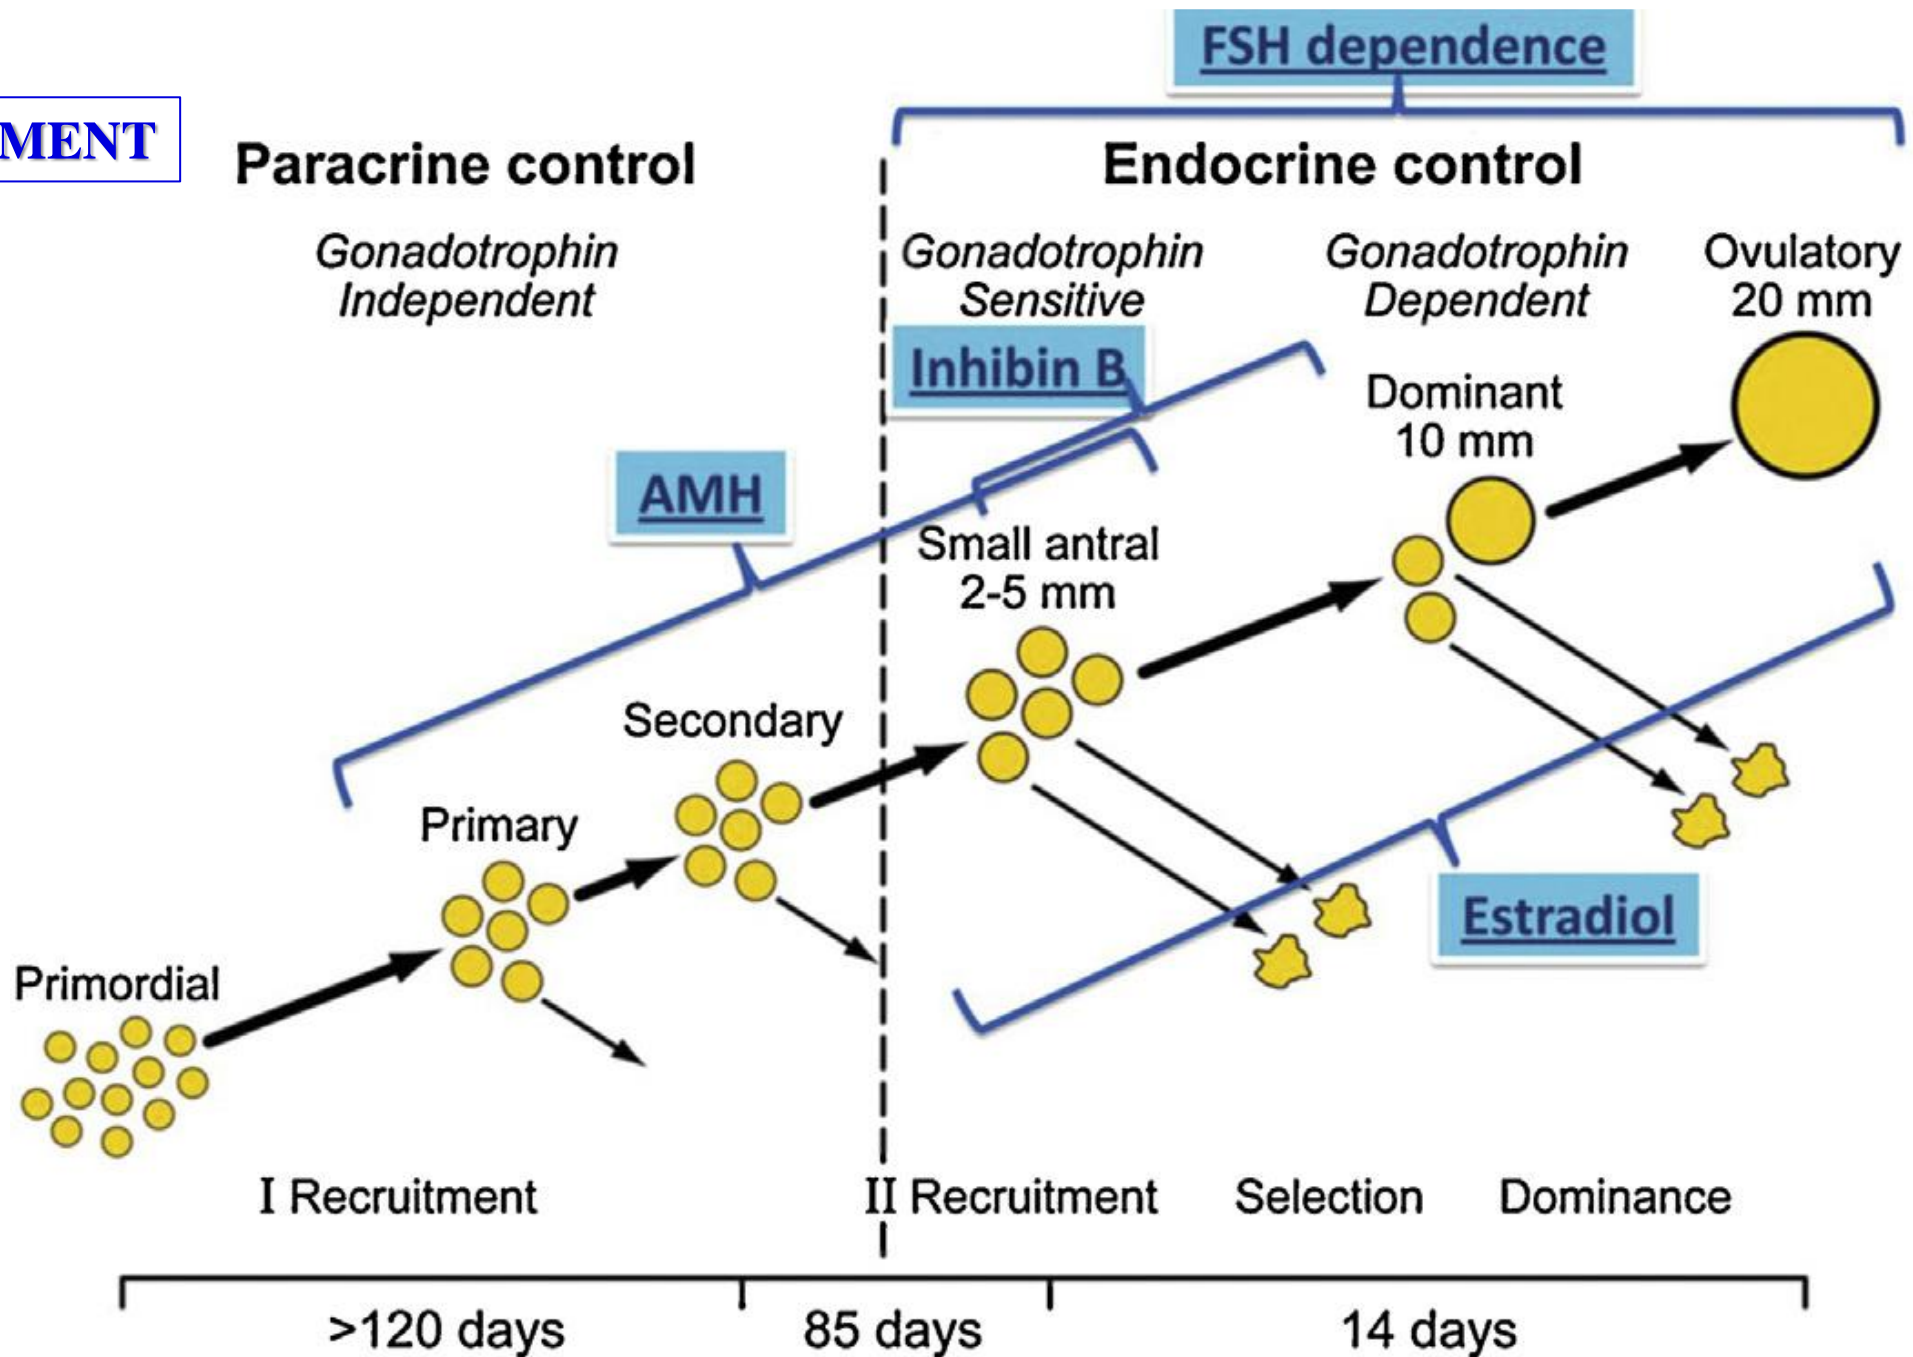 FSH dependence
MENT
Paracrine control
Endocrine control
Gonadotrophin
Independent
Gonadotrophin
Sensitive
Gonadotrophin
Dependent
Ovulatory
20 mm
Inhibin B
Dominant
10 mm
AMH
Small antral
2-5 mm
Secondary
Primary
Estradiol
Primordial
I Recruitment
II Recruitment
Selection
Dominance
>120 days
85 days
14 days